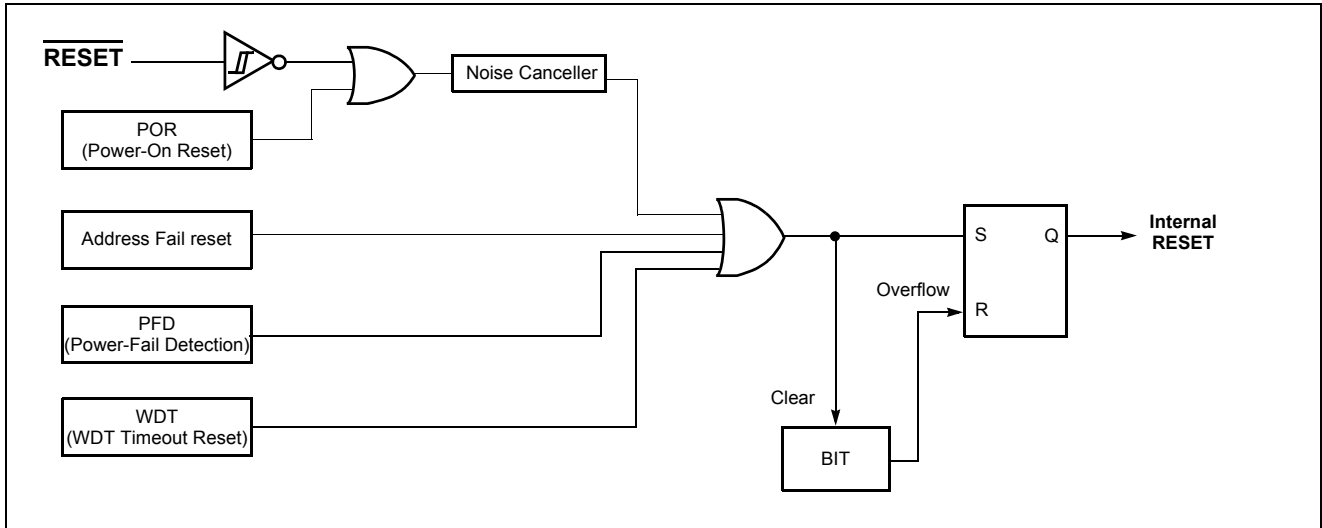 RESET
Noise Canceller
POR
(Power-On Reset)
Address Fail reset
PFD
(Power-Fail Detection)
WDT
(WDT Timeout Reset)
S
Q
R
Internal
RESET
Overflow
Clear
BIT